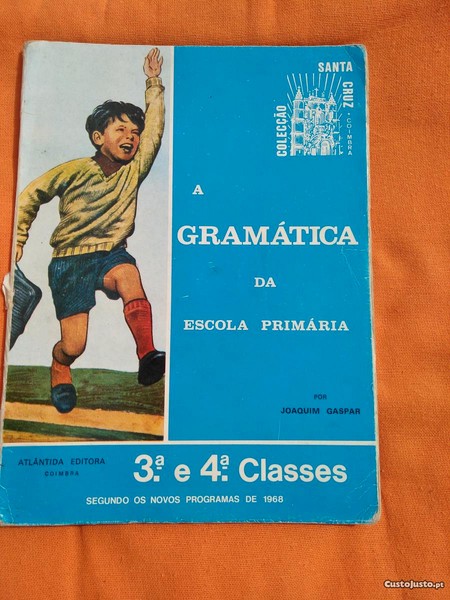 COLECÇÃO
SANTA CRUZ • COIMBRA
A
GRAMÁTICA
DA
ESCOLA PRIMÁRIA
POR
JOAQUIM GASPAR
ATLÂNTIDA EDITORA
COIMBRA
3.ª e 4.ª Classes
SEGUNDO OS NOVOS PROGRAMAS DE 1968
CustoJusto.pt